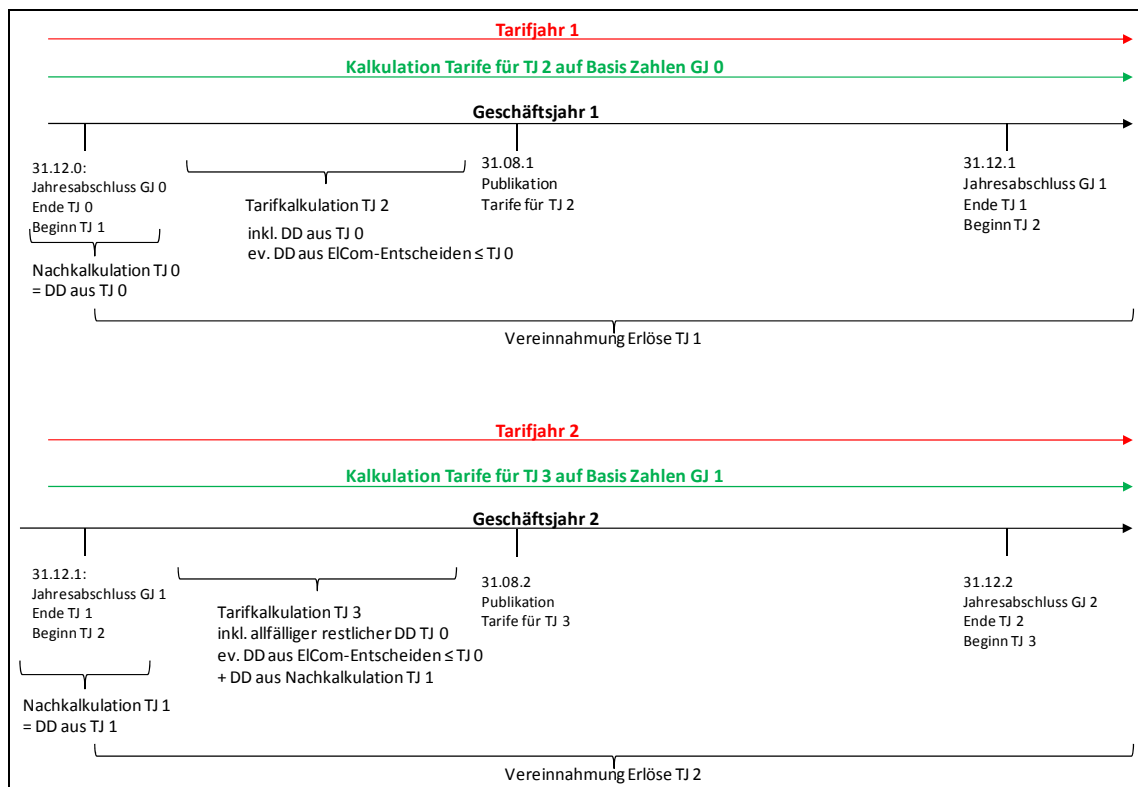 Tarifjahr 1
Kalkulation Tarife für TJ 2 auf Basis Zahlen GJ 0
Geschäftsjahr 1
31.12.0:
Jahresabschluss GJ 0
Ende TJ 0
Beginn TJ 1
Nachkalkulation TJ 0
= DD aus TJ 0
Tarifkalkulation TJ 2
inkl. DD aus TJ 0
ev. DD aus ElCom-Entscheiden ≤ TJ 0
31.08.1
Publikation
Tarife für TJ 2
31.12.1
Jahresabschluss GJ 1
Ende TJ 1
Beginn TJ 2
Vereinnahmung Erlöse TJ 1
Tarifjahr 2
Kalkulation Tarife für TJ 3 auf Basis Zahlen GJ 1
Geschäftsjahr 2
31.12.1:
Jahresabschluss GJ 1
Ende TJ 1
Beginn TJ 2
Nachkalkulation TJ 1
= DD aus TJ 1
Tarifkalkulation TJ 3
inkl. allfälliger restlicher DD TJ 0
ev. DD aus ElCom-Entscheiden ≤ TJ 0
+ DD aus Nachkalkulation TJ 1
31.08.2
Publikation
Tarife für TJ 3
31.12.2
Jahresabschluss GJ 2
Ende TJ 2
Beginn TJ 3
Vereinnahmung Erlöse TJ 2